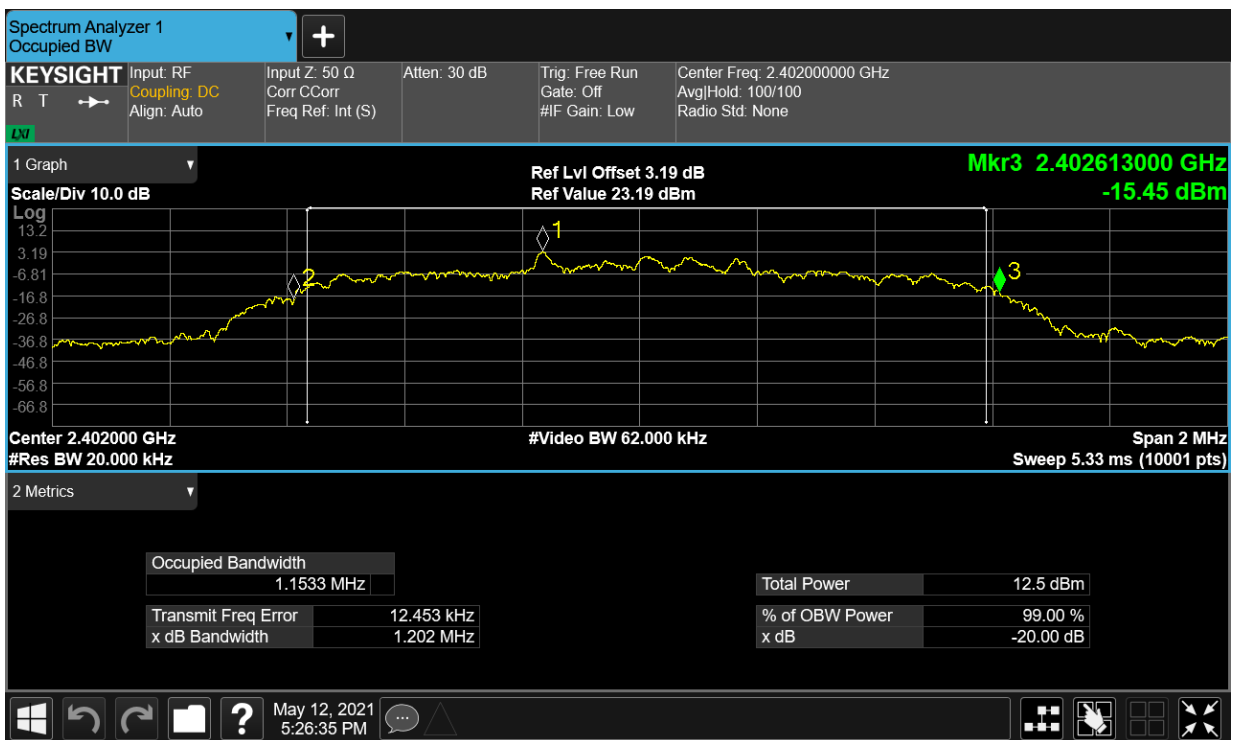 Spectrum Analyzer 1
Occupied BW
KEYSIGHT
R T
LXI
Input: RF
Coupling: DC
Align: Auto
Input Z: 50 Ω
Corr CCorr
Freq Ref: Int (S)
Atten: 30 dB
Trig: Free Run
Gate: Off
#IF Gain: Low
Center Freq: 2.402000000 GHz
Avg|Hold: 100/100
Radio Std: None
1 Graph
Scale/Div 10.0 dB
Ref Lvl Offset 3.19 dB
Ref Value 23.19 dBm
Mkr3 2.402613000 GHz
-15.45 dBm
Log
13.2
3.19
-6.81
-16.8
-26.8
-36.8
-46.8
-56.8
-66.8
1
2
3
Center 2.402000 GHz
#Res BW 20.000 kHz
#Video BW 62.000 kHz
Span 2 MHz
Sweep 5.33 ms (10001 pts)
2 Metrics
Occupied Bandwidth
1.1533 MHz
Transmit Freq Error 12.453 kHz
x dB Bandwidth 1.202 MHz
Total Power 12.5 dBm
% of OBW Power 99.00 %
x dB -20.00 dB
?
May 12, 2021
5:26:35 PM